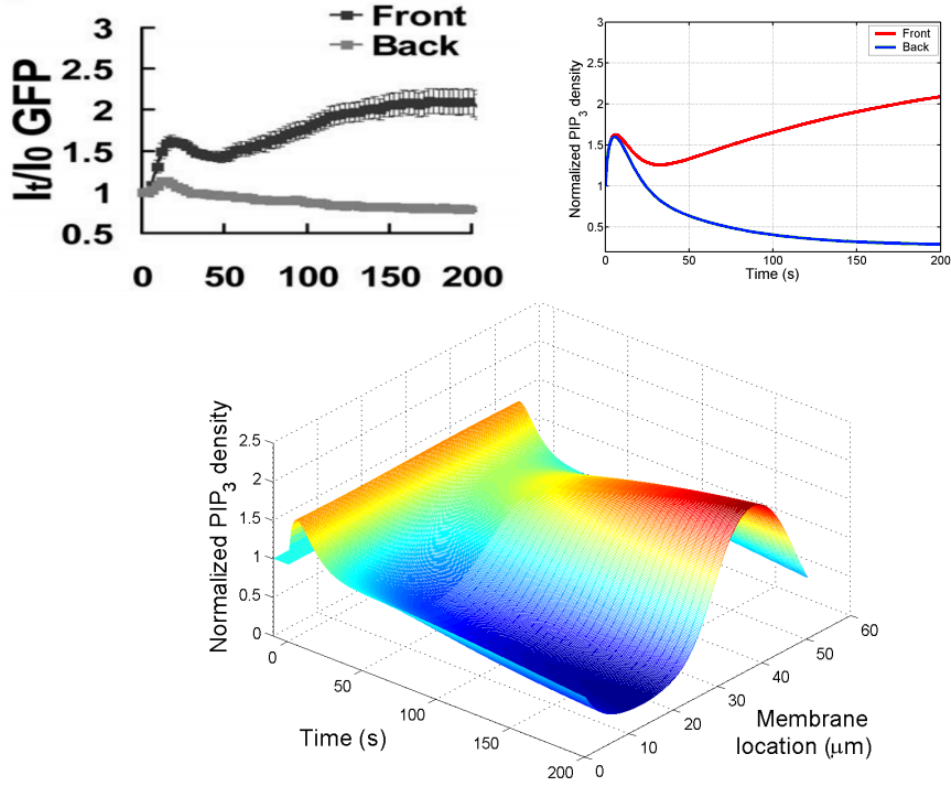 Front
Back
It/I0 GFP
3
2.5
2
1.5
1
0.5
0 50 100 150 200
Front
Back
Normalized PIP3 density
3
2.5
2
1.5
1
0.5
0 50 100 150 200
Time (s)
Normalized PIP3 density
2.5
2
1.5
1
0.5
0
0
50
100
150
200
Time (s)
0
10
20
30
40
50
60
Membrane
location (μm)